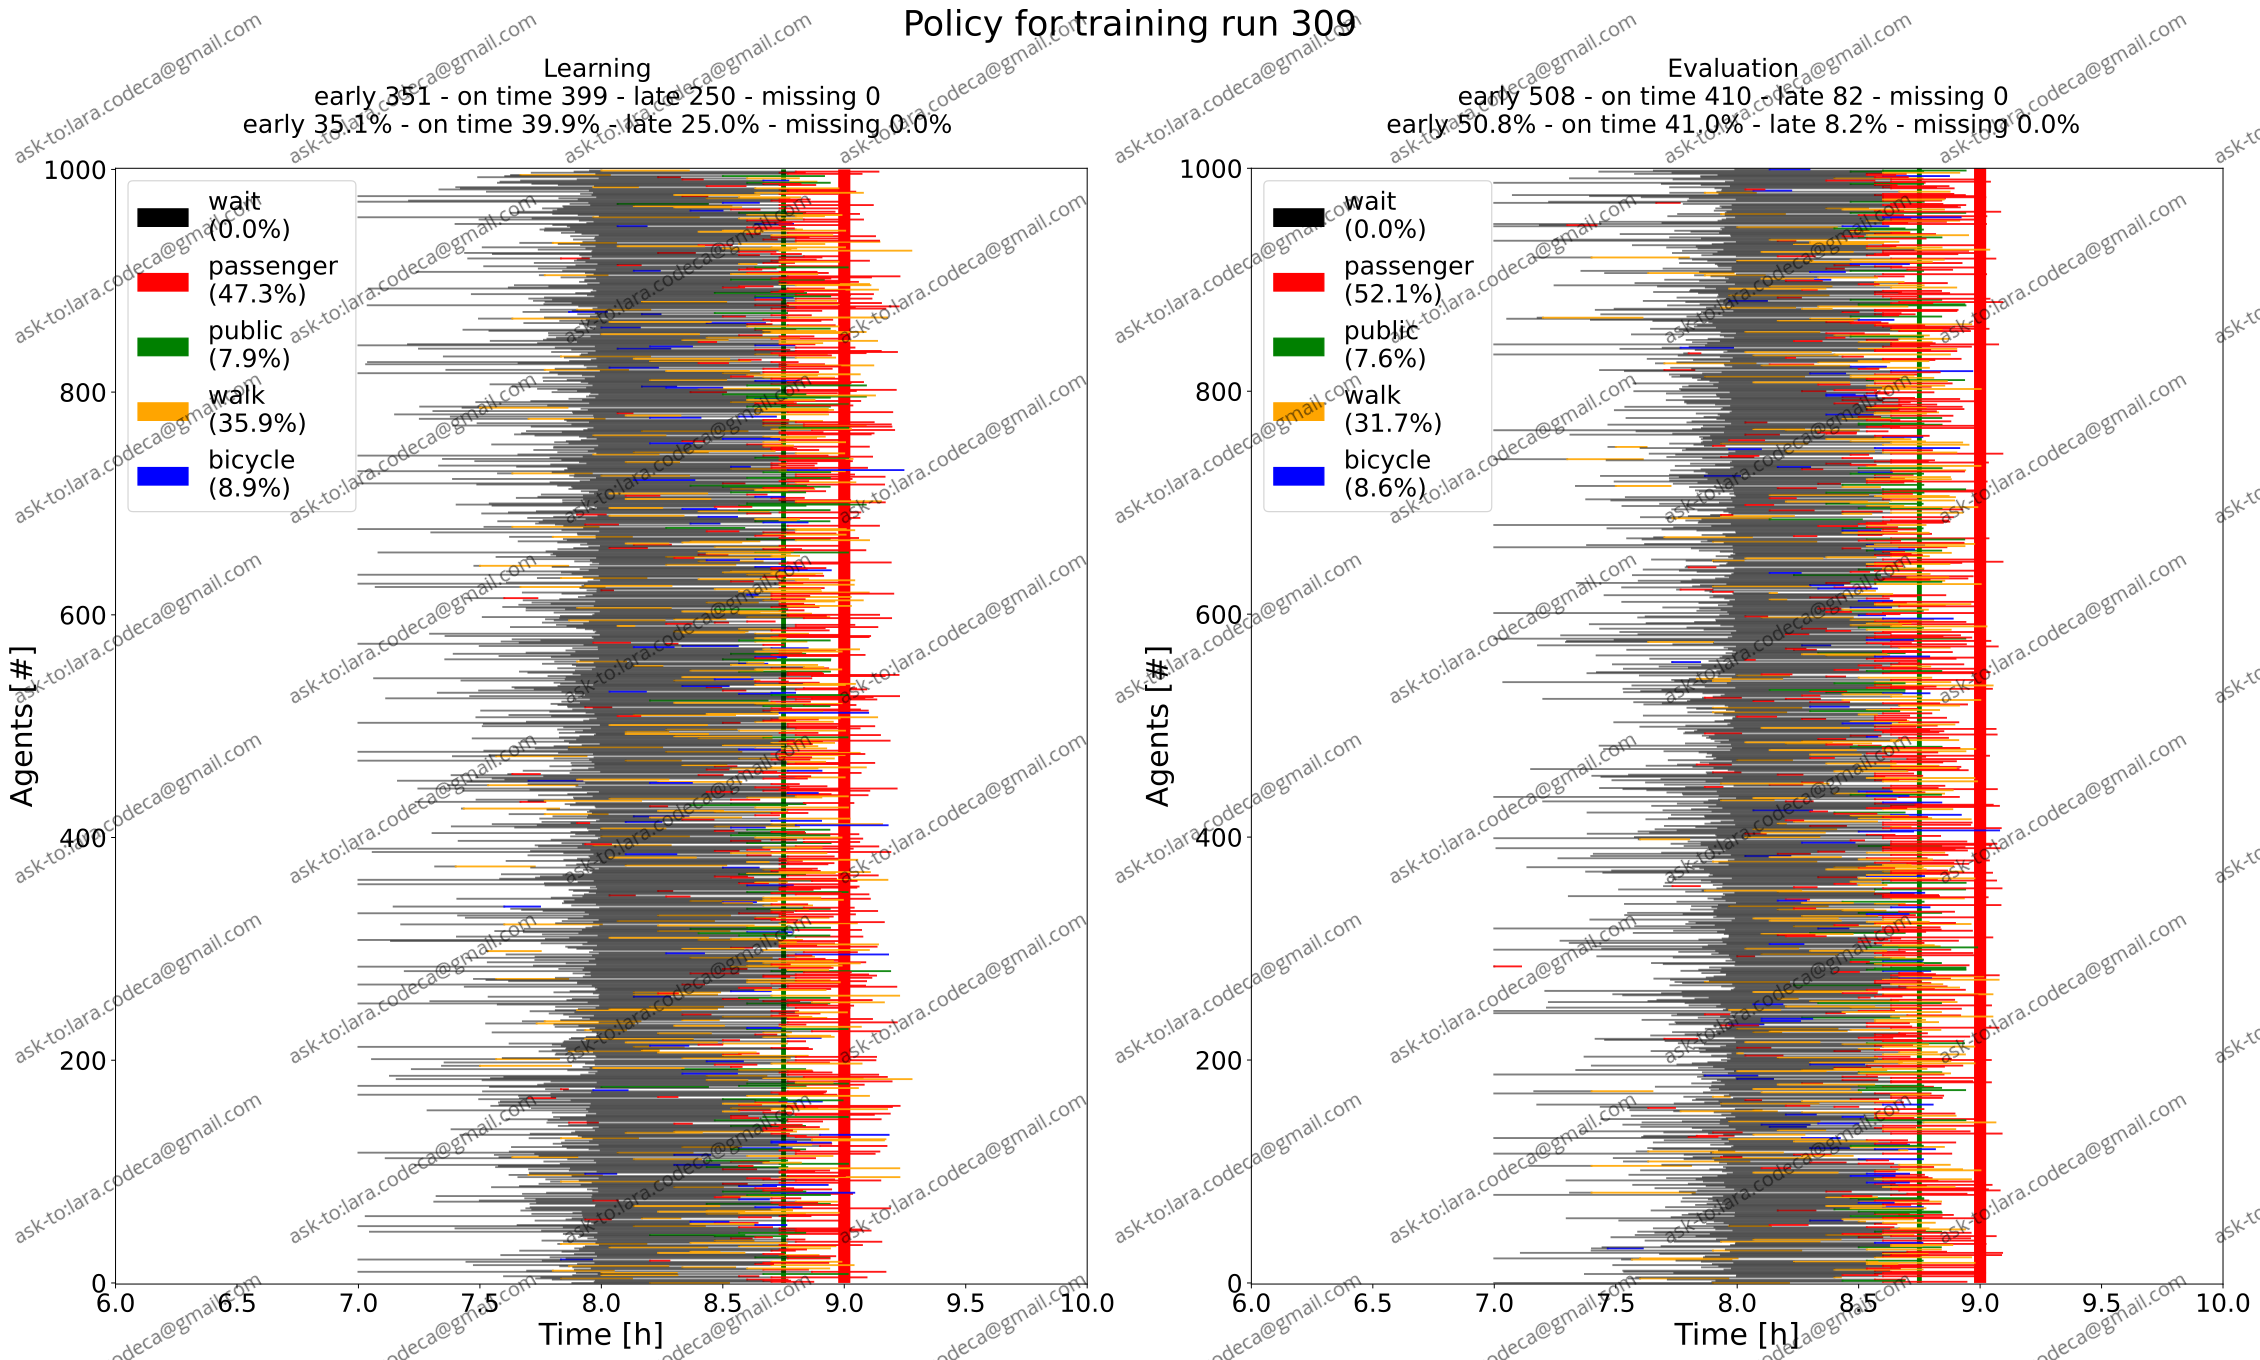 Policy for training run 309
Learning
early 351 - on time 399 - late 250 - missing 0
early 35.1% - on time 39.9% - late 25.0% - missing 0.0%
Agents [#]
1000
800
600
400
200
0
wait
(0.0%)
passenger
(47.3%)
public
(7.9%)
walk
(35.9%)
bicycle
(8.9%)
6.0 6.5 7.0 7.5 8.0 8.5 9.0 9.5 10.0
Time [h]
Evaluation
early 508 - on time 410 - late 82 - missing 0
early 50.8% - on time 41.0% - late 8.2% - missing 0.0%
Agents [#]
1000
800
600
400
200
0
wait
(0.0%)
passenger
(52.1%)
public
(7.6%)
walk
(31.7%)
bicycle
(8.6%)
6.0 6.5 7.0 7.5 8.0 8.5 9.0 9.5 10.0
Time [h]
ask-to:lara.codeca@gmail.com